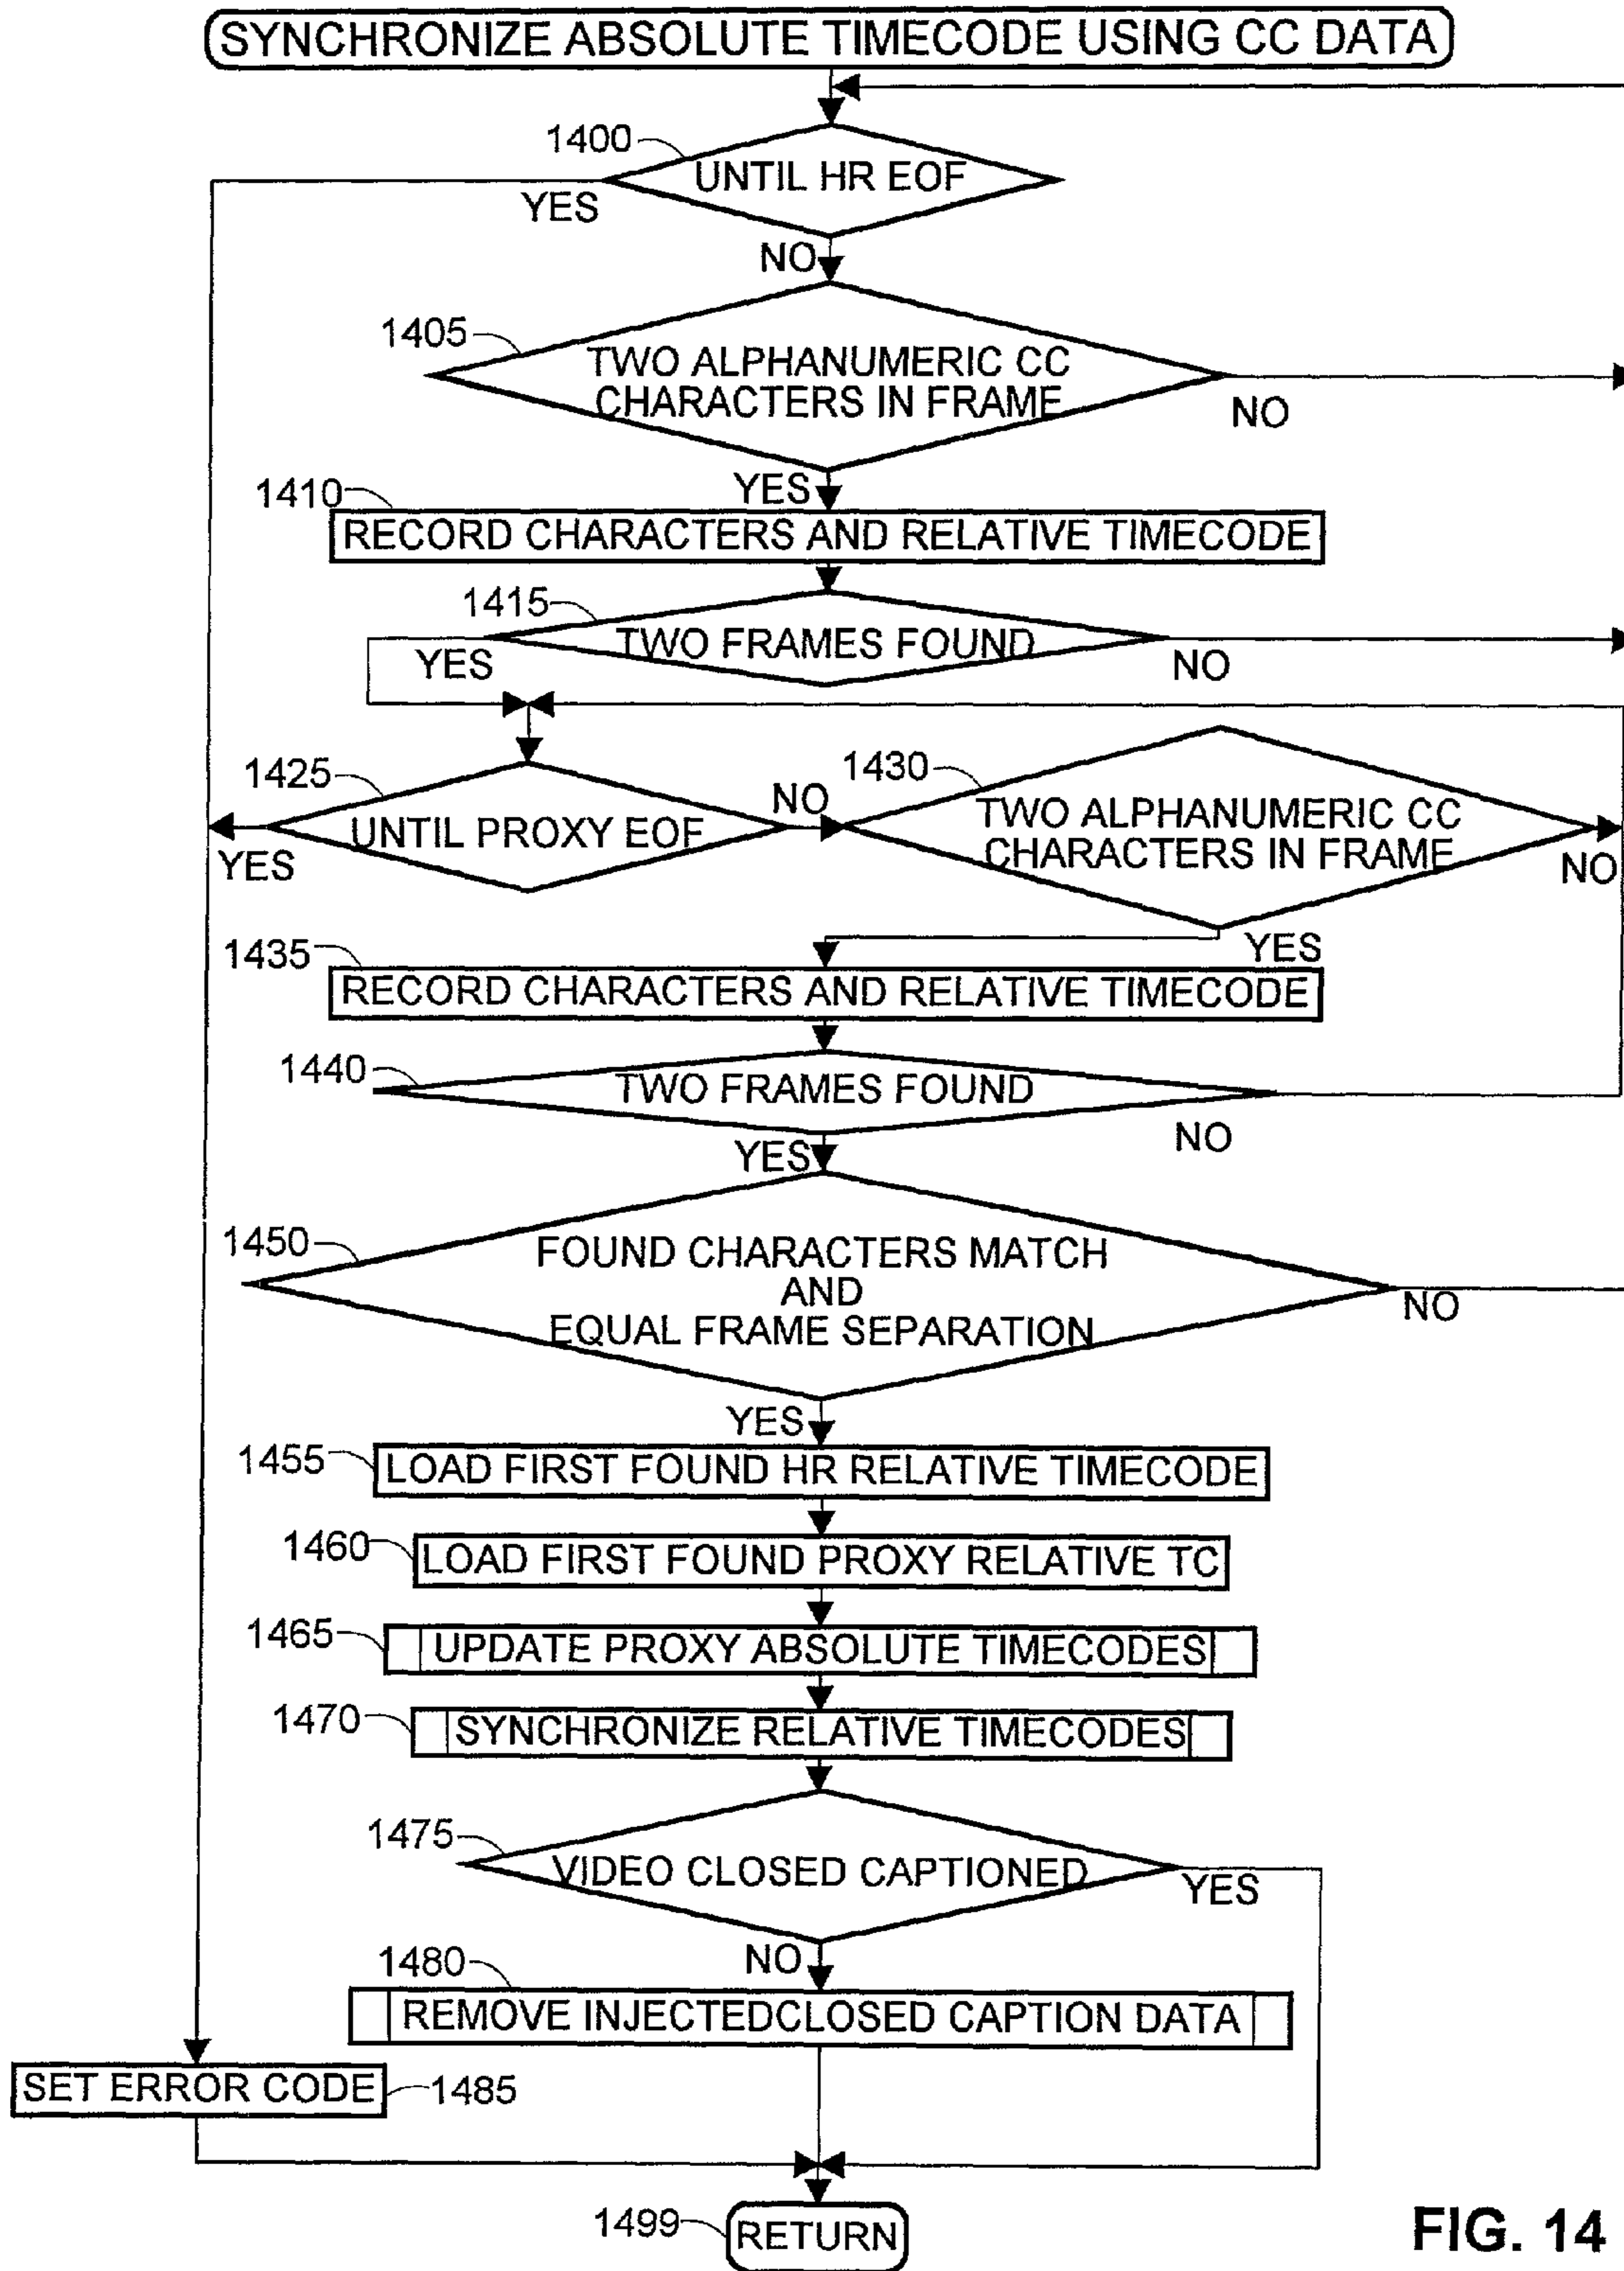 SYNCHRONIZE ABSOLUTE TIMECODE USING CC DATA
1400
UNTIL HR EOF
YES
NO
1405
TWO ALPHANUMERIC CC
CHARACTERS IN FRAME
NO
YES
1410
RECORD CHARACTERS AND RELATIVE TIMECODE
1415
TWO FRAMES FOUND
YES
NO
1425
UNTIL PROXY EOF
YES
NO
1430
TWO ALPHANUMERIC CC
CHARACTERS IN FRAME
NO
YES
1435
RECORD CHARACTERS AND RELATIVE TIMECODE
1440
TWO FRAMES FOUND
NO
YES
1450
FOUND CHARACTERS MATCH
AND
EQUAL FRAME SEPARATION
NO
YES
1455
LOAD FIRST FOUND HR RELATIVE TIMECODE
1460
LOAD FIRST FOUND PROXY RELATIVE TC
1465
UPDATE PROXY ABSOLUTE TIMECODES
1470
SYNCHRONIZE RELATIVE TIMECODES
1475
VIDEO CLOSED CAPTIONED
YES
NO
1480
REMOVE INJECTEDCLOSED CAPTION DATA
SET ERROR CODE
1485
1499
RETURN
FIG. 14